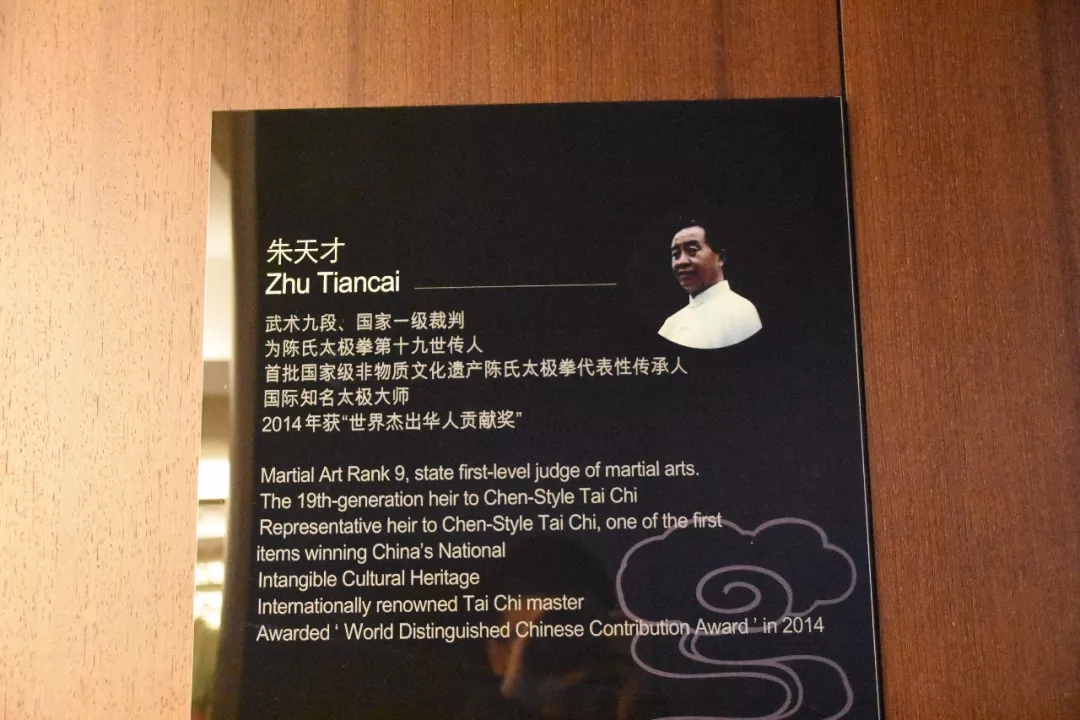 朱天才
Zhu Tiancai
武术九段、国家一级裁判
为陈氏太极拳第十九世传人
首批国家级非物质文化遗产陈氏太极拳代表性传承人
国际知名太极大师
2014年获“世界杰出华人贡献奖”
Martial Art Rank 9, state first-level judge of martial arts.
The 19th-generation heir to Chen-Style Tai Chi
Representative heir to Chen-Style Tai Chi, one of the first
items winning China’s National
Intangible Cultural Heritage
Internationally renowned Tai Chi master
Awarded ‘ World Distinguished Chinese Contribution Award ’ in 2014